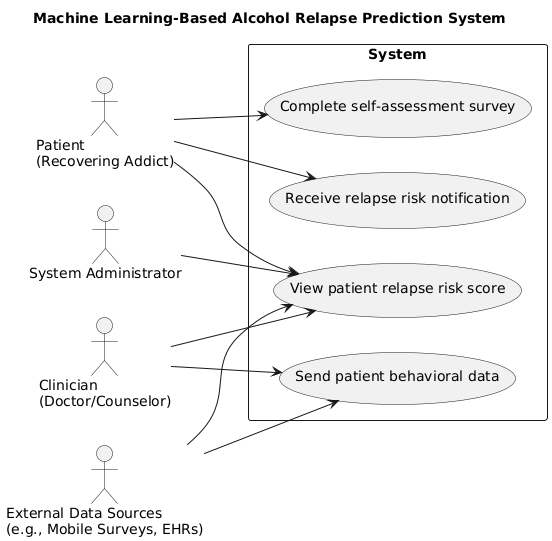 Machine Learning-Based Alcohol Relapse Prediction System
System
Complete self-assessment survey
Patient
(Recovering Addict)
Receive relapse risk notification
System Administrator
View patient relapse risk score
Clinician
(Doctor/Counselor)
Send patient behavioral data
External Data Sources
(e.g., Mobile Surveys, EHRs)